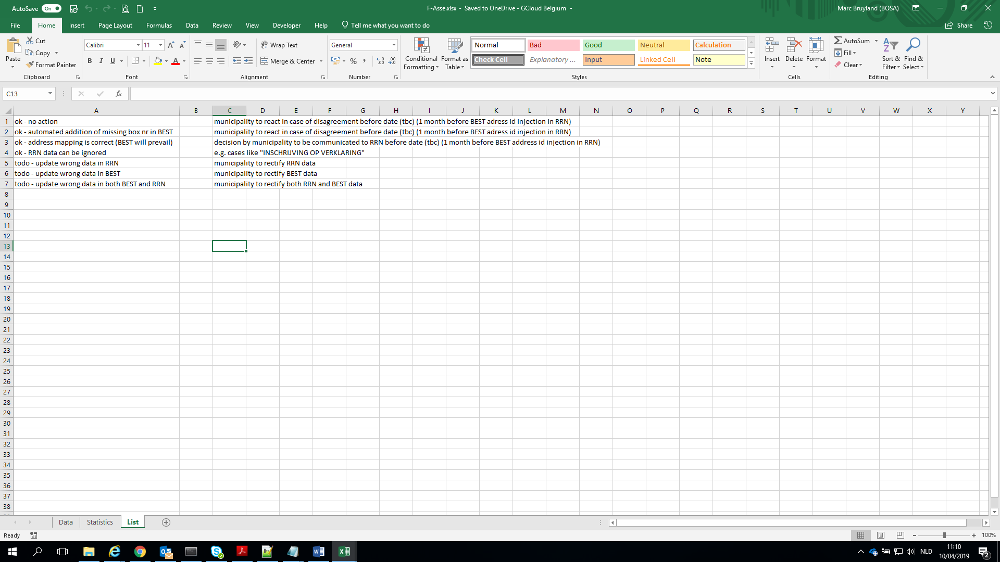 AutoSave On F-Asse.xlsx - Saved to OneDrive - GCloud Belgium Marc Bruyland (BOSA)
File Home Insert Page Layout Formulas Data Review View Developer Help Tell me what you want to do Share
Paste Cut Copy Format Painter
Clipboard
Calibri 11
B I U A
Font
Wrap Text
Merge & Center
Alignment
General
%
Number
Conditional Formatting Format as Table
Normal Bad Good Neutral Calculation
Check Cell Explanatory ... Input Linked Cell Note
Styles
Insert Delete Format
Cells
AutoSum
Fill
Clear
Sort & Filter Find & Select
Editing
C13 fx
A B C D E F G H I J K L M N O P Q R S T U V W X Y
1 ok - no action municipality to react in case of disagreement before date (tbc) (1 month before BEST adress id injection in RRN)
2 ok - automated addition of missing box nr in BEST municipality to react in case of disagreement before date (tbc) (1 month before BEST adress id injection in RRN)
3 ok - address mapping is correct (BEST will prevail) decision by municipality to be communicated to RRN before date (tbc) (1 month before BEST address id injection in RRN)
4 ok - RRN data can be ignored e.g. cases like "INSCHRIJVING OP VERKLARING"
5 todo - update wrong data in RRN municipality to rectify RRN data
6 todo - update wrong data in BEST municipality to rectify BEST data
7 todo - update wrong data in both BEST and RRN municipality to rectify both RRN and BEST data
8
9
10
11
12
13
14
15
16
17
18
19
20
21
22
23
24
25
26
27
28
29
30
31
32
33
34
35
36
37
38
Data Statistics List
Ready 100%
NLD 11:10
10/04/2019 2